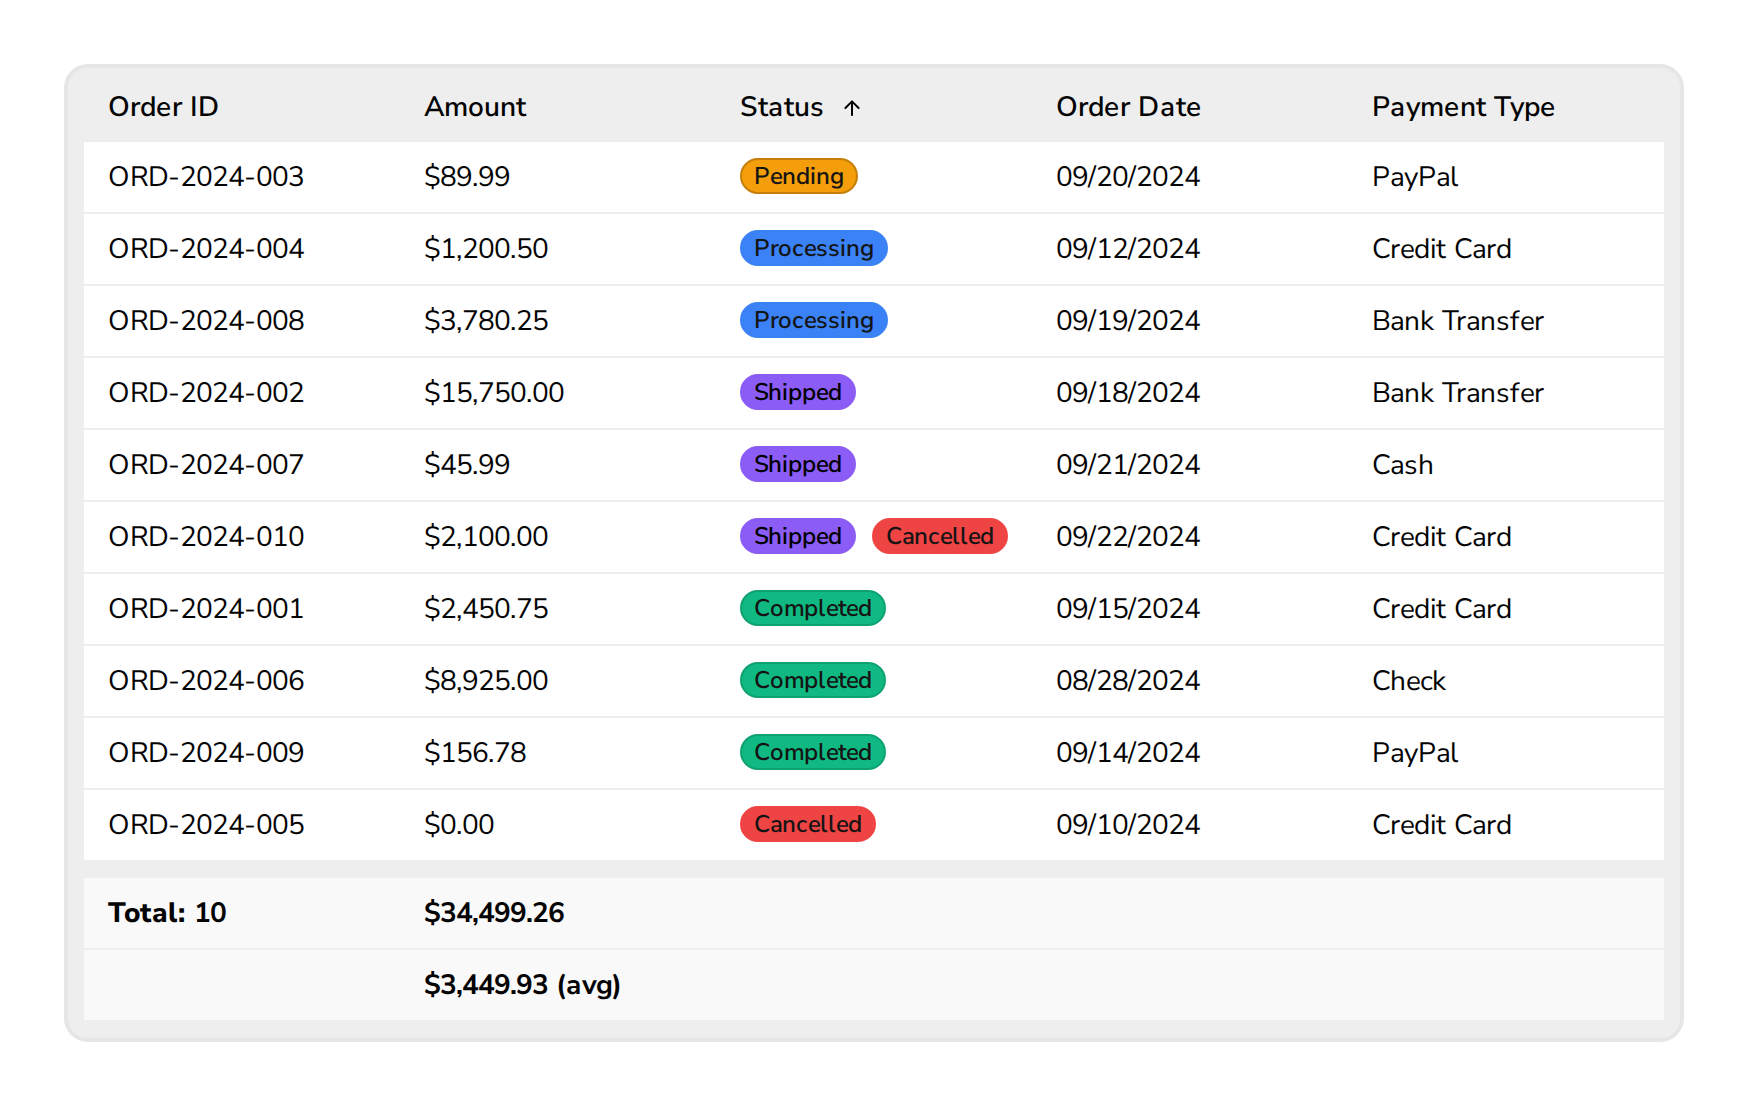 Order ID Amount Status ↑ Order Date Payment Type
ORD-2024-003 $89.99 Pending 09/20/2024 PayPal
ORD-2024-004 $1,200.50 Processing 09/12/2024 Credit Card
ORD-2024-008 $3,780.25 Processing 09/19/2024 Bank Transfer
ORD-2024-002 $15,750.00 Shipped 09/18/2024 Bank Transfer
ORD-2024-007 $45.99 Shipped 09/21/2024 Cash
ORD-2024-010 $2,100.00 Shipped Cancelled 09/22/2024 Credit Card
ORD-2024-001 $2,450.75 Completed 09/15/2024 Credit Card
ORD-2024-006 $8,925.00 Completed 08/28/2024 Check
ORD-2024-009 $156.78 Completed 09/14/2024 PayPal
ORD-2024-005 $0.00 Cancelled 09/10/2024 Credit Card
Total: 10 $34,499.26
$3,449.93 (avg)